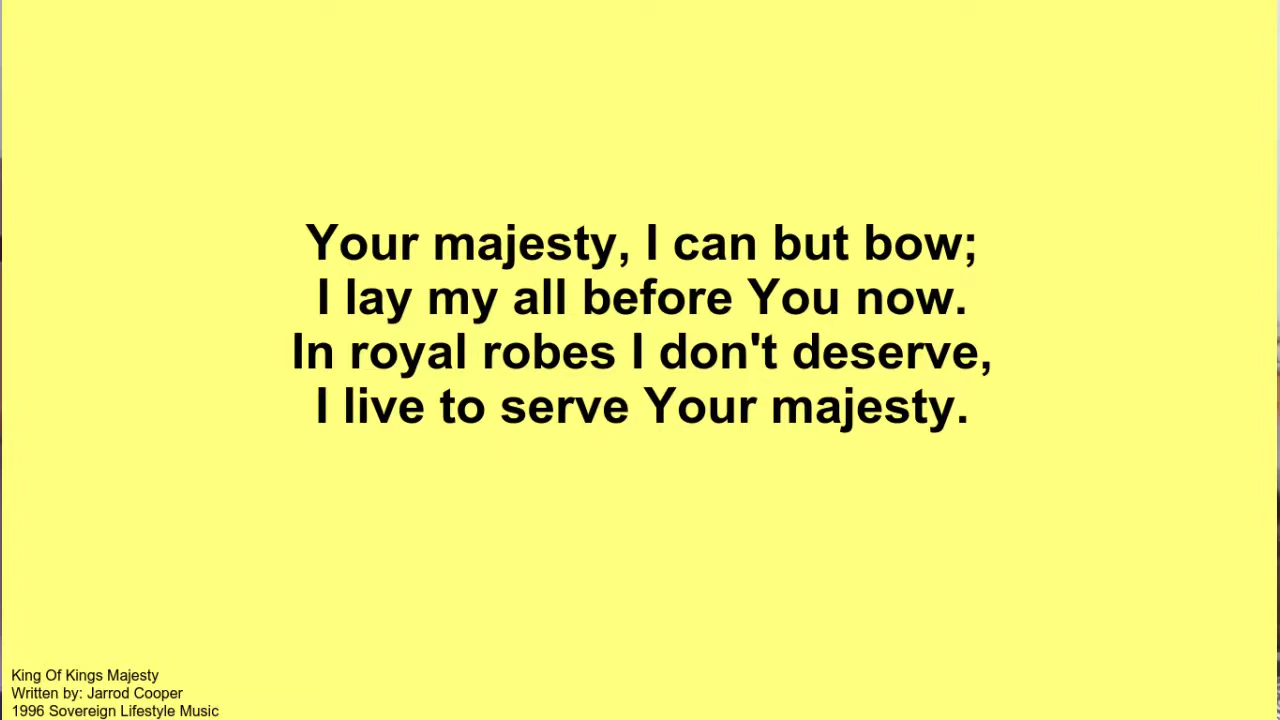 Your majesty, I can but bow;
I lay my all before You now.
In royal robes I don't deserve,
I live to serve Your majesty.
King Of Kings Majesty
Written by: Jarrod Cooper
1996 Sovereign Lifestyle Music